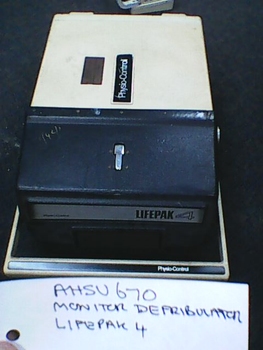 Physio-Control
LIFEPAK 4
Physio-Control
AHSU 670
MONITOR DEFRIBULATOR
LIFEPAK 4